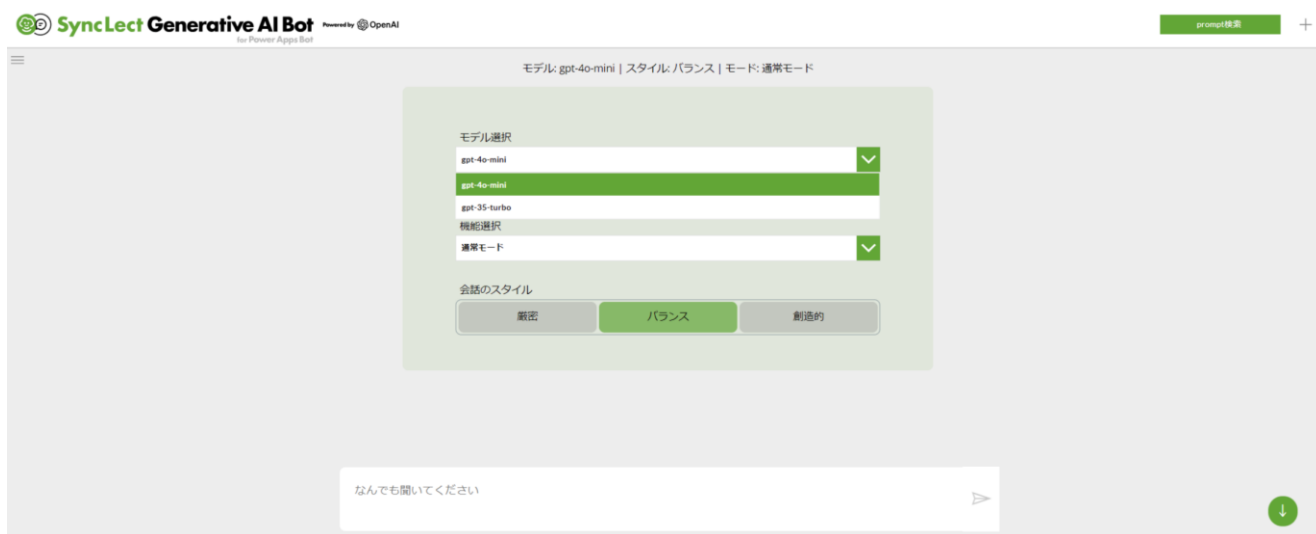 SyncLect Generative AI Bot Powered by OpenAI
for Power Apps Bot
prompt検索
モデル: gpt-4o-mini | スタイル: バランス | モード: 通常モード
モデル選択
gpt-4o-mini
gpt-4o-mini
gpt-35-turbo
機能選択
通常モード
会話のスタイル
厳密 バランス 創造的
なんでも聞いてください